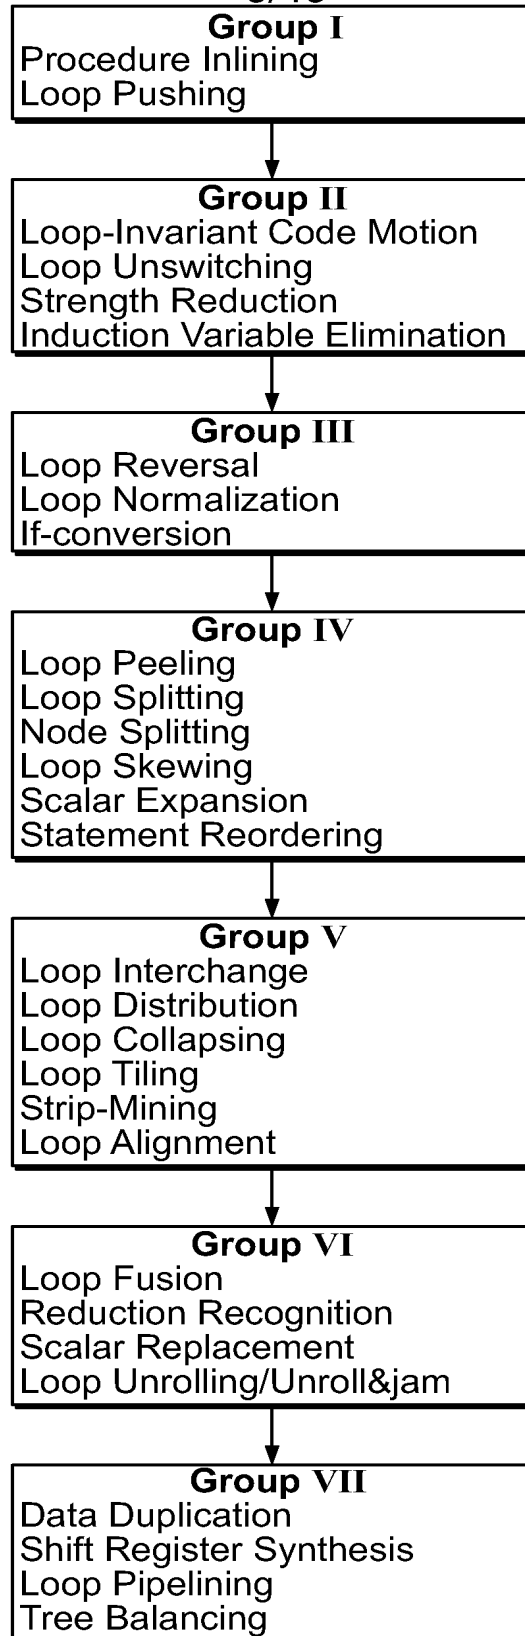 Group I
Procedure Inlining
Loop Pushing
Group II
Loop-Invariant Code Motion
Loop Unswitching
Strength Reduction
Induction Variable Elimination
Group III
Loop Reversal
Loop Normalization
If-conversion
Group IV
Loop Peeling
Loop Splitting
Node Splitting
Loop Skewing
Scalar Expansion
Statement Reordering
Group V
Loop Interchange
Loop Distribution
Loop Collapsing
Loop Tiling
Strip-Mining
Loop Alignment
Group VI
Loop Fusion
Reduction Recognition
Scalar Replacement
Loop Unrolling/Unroll&jam
Group VII
Data Duplication
Shift Register Synthesis
Loop Pipelining
Tree Balancing